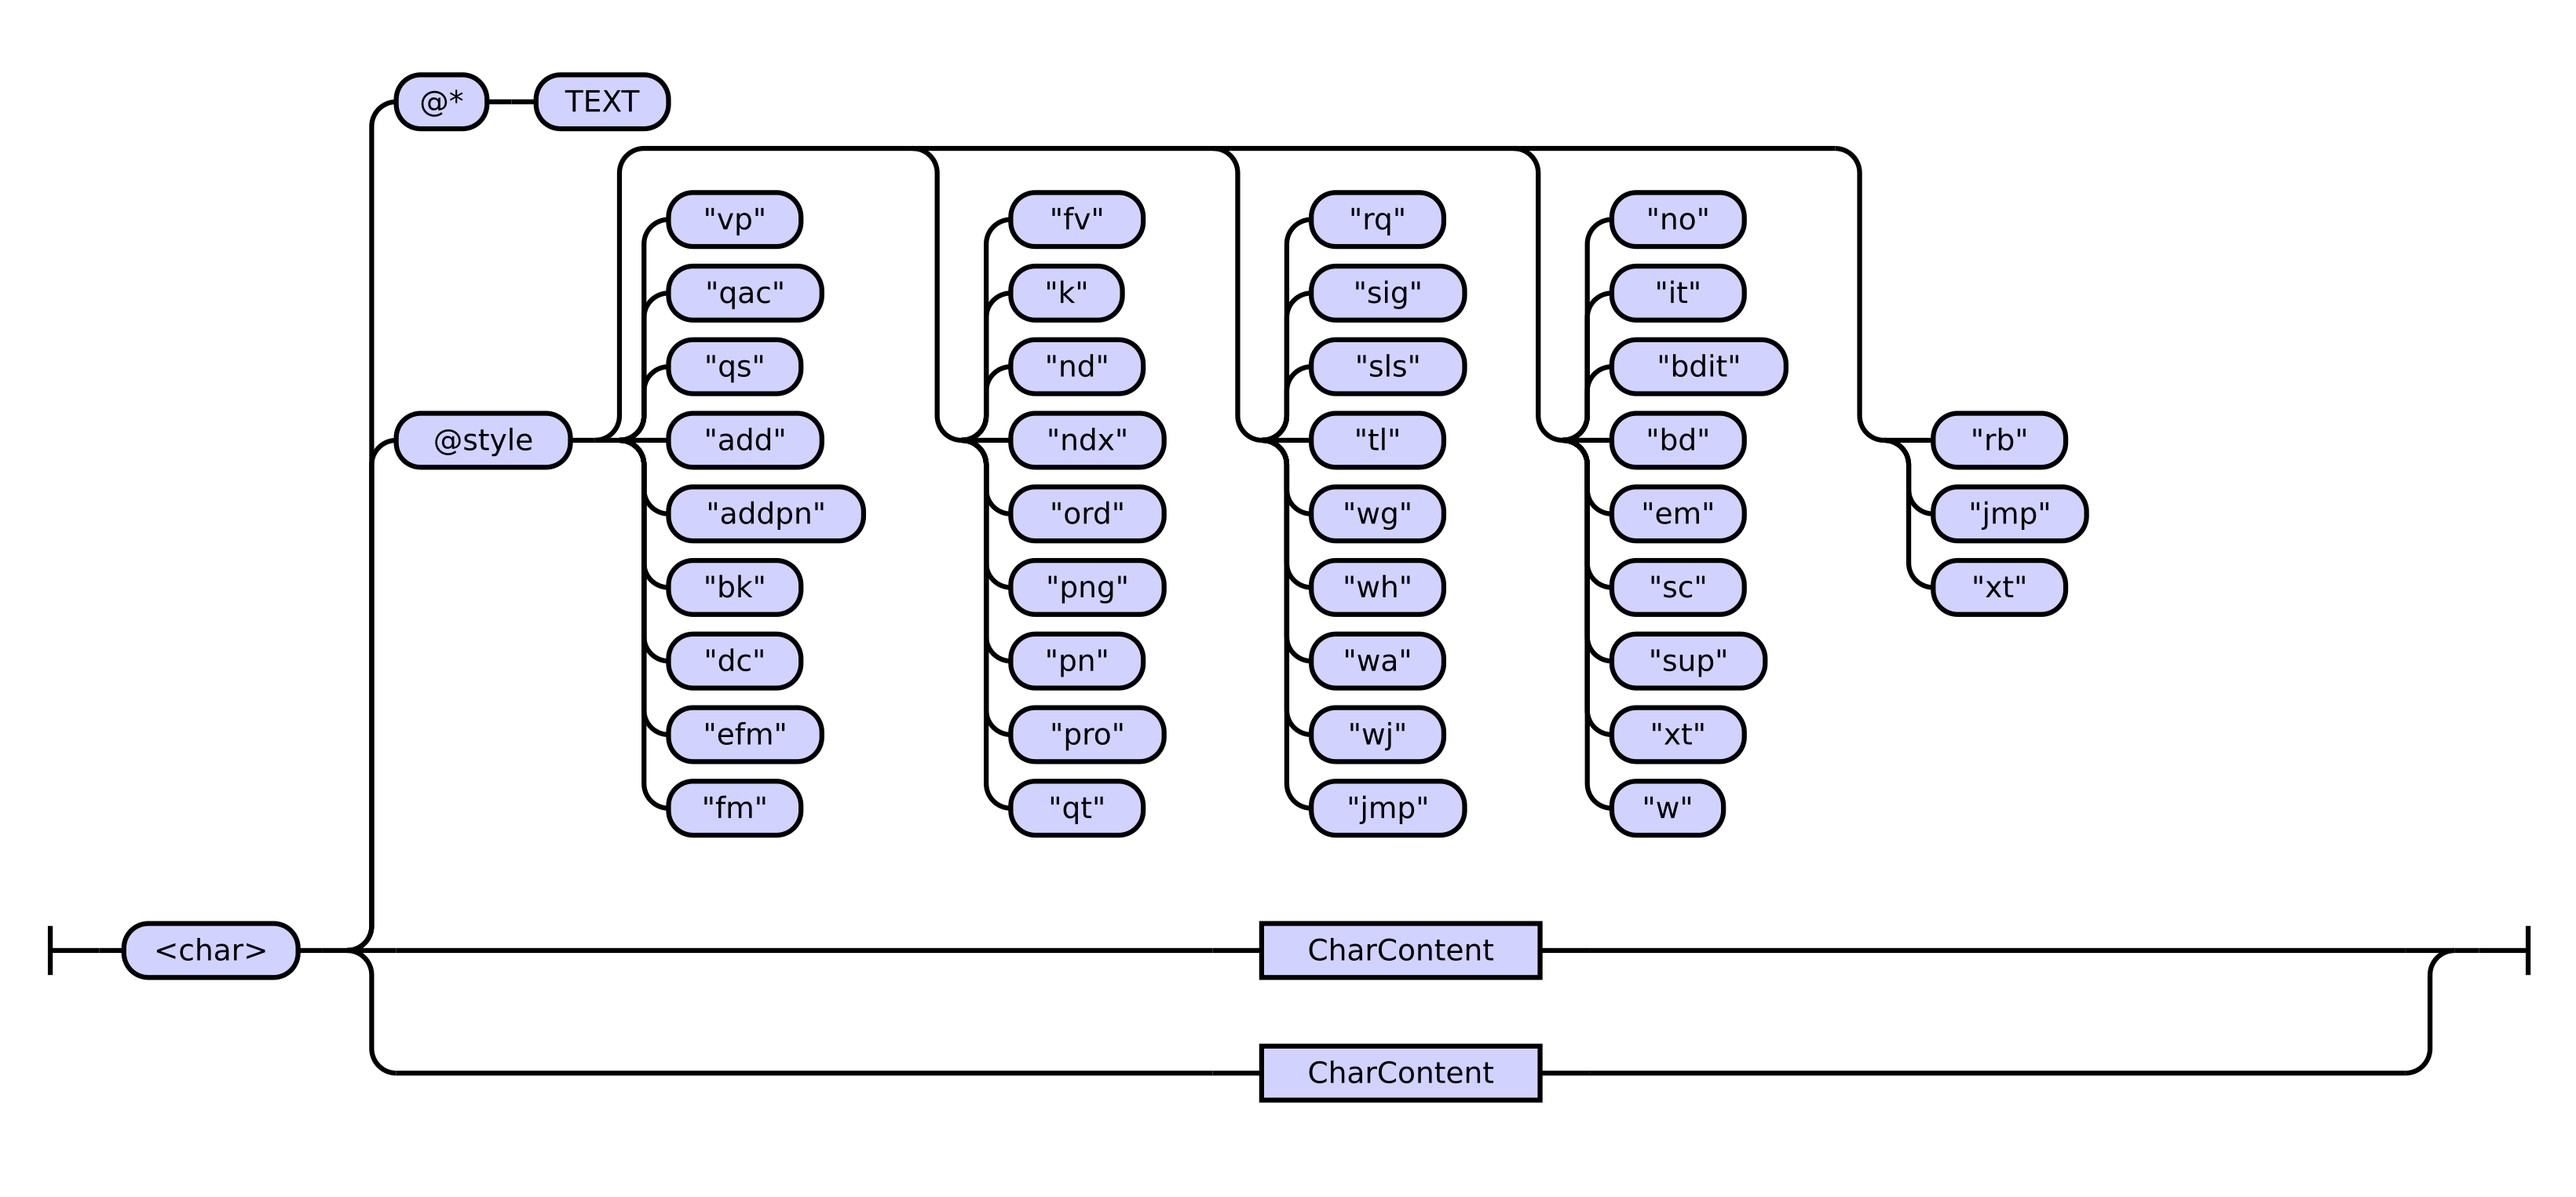 @* TEXT
"vp" "fv" "rq" "no"
"qac" "k" "sig" "it"
"qs" "nd" "sls" "bdit"
@style "add" "ndx" "tl" "bd" "rb"
"addpn" "ord" "wg" "em" "jmp"
"bk" "png" "wh" "sc" "xt"
"dc" "pn" "wa" "sup"
"efm" "pro" "wj" "xt"
"fm" "qt" "jmp" "w"
<char> CharContent
CharContent